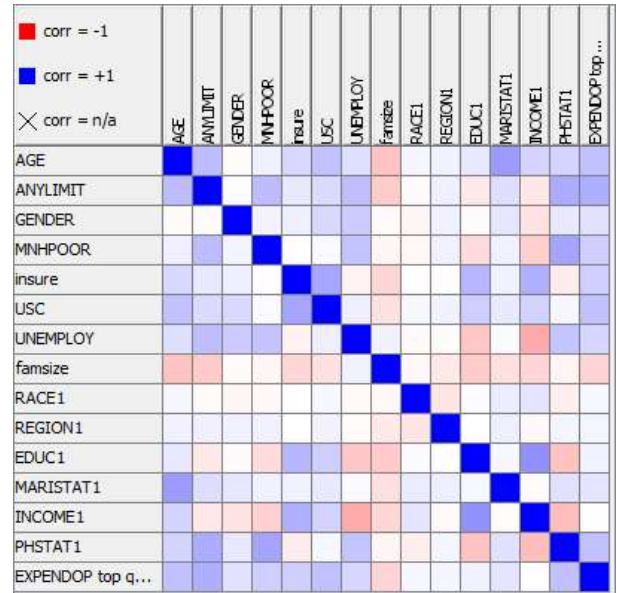 corr = -1
corr = +1
corr = n/a
AGE
ANYLIMIT
GENDER
MNHPOOR
insure
USC
UNEMPLOY
famsize
RACE1
REGION1
EDUC1
MARISTAT1
INCOME1
PHSTAT1
EXPENDOP top ...
AGE
ANYLIMIT
GENDER
MNHPOOR
insure
USC
UNEMPLOY
famsize
RACE1
REGION1
EDUC1
MARISTAT1
INCOME1
PHSTAT1
EXPENDOP top q...